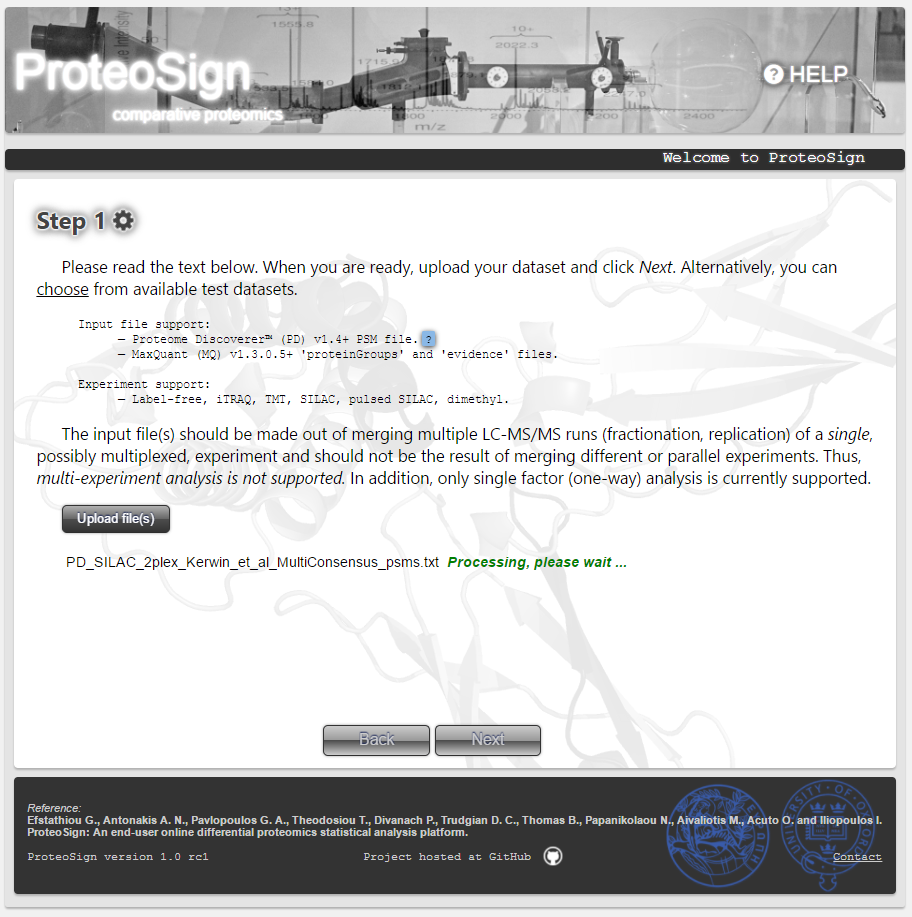 1555.8
10+
2022.3
1715.9
ProteoSign
? HELP
comparative proteomics
m/z
2000
2200
2400
Welcome to ProteoSign
Step 1
Please read the text below. When you are ready, upload your dataset and click Next. Alternatively, you can
choose from available test datasets.
Input file support:
– Proteome Discoverer™ (PD) v1.4+ PSM file. ?
– MaxQuant (MQ) v1.3.0.5+ 'proteinGroups' and 'evidence' files.
Experiment support:
– Label-free, iTRAQ, TMT, SILAC, pulsed SILAC, dimethyl.
The input file(s) should be made out of merging multiple LC-MS/MS runs (fractionation, replication) of a single,
possibly multiplexed, experiment and should not be the result of merging different or parallel experiments. Thus,
multi-experiment analysis is not supported. In addition, only single factor (one-way) analysis is currently supported.
Upload file(s)
PD_SILAC_2plex_Kerwin_et_al_MultiConsensus_psms.txt Processing, please wait ...
Back Next
Reference:
Efstathiou G., Antonakis A. N., Pavlopoulos G. A., Theodosiou T., Divanach P., Trudgian D. C., Thomas B., Papanikolaou N., Aivaliotis M., Acuto O. and Iliopoulos I.
ProteoSign: An end-user online differential proteomics statistical analysis platform.
ProteoSign version 1.0 rc1 Project hosted at GitHub Contact